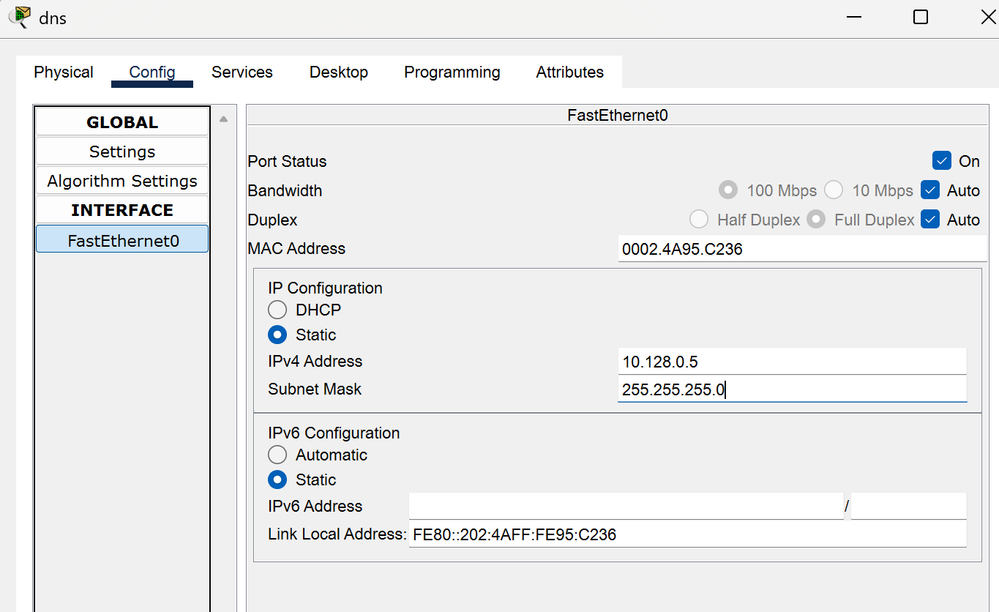 dns
Physical Config Services Desktop Programming Attributes
GLOBAL
Settings
Algorithm Settings
INTERFACE
FastEthernet0
FastEthernet0
Port Status On
Bandwidth 100 Mbps 10 Mbps Auto
Duplex Half Duplex Full Duplex Auto
MAC Address 0002.4A95.C236
IP Configuration
DHCP
Static
IPv4 Address 10.128.0.5
Subnet Mask 255.255.255.0
IPv6 Configuration
Automatic
Static
IPv6 Address /
Link Local Address: FE80::202:4AFF:FE95:C236